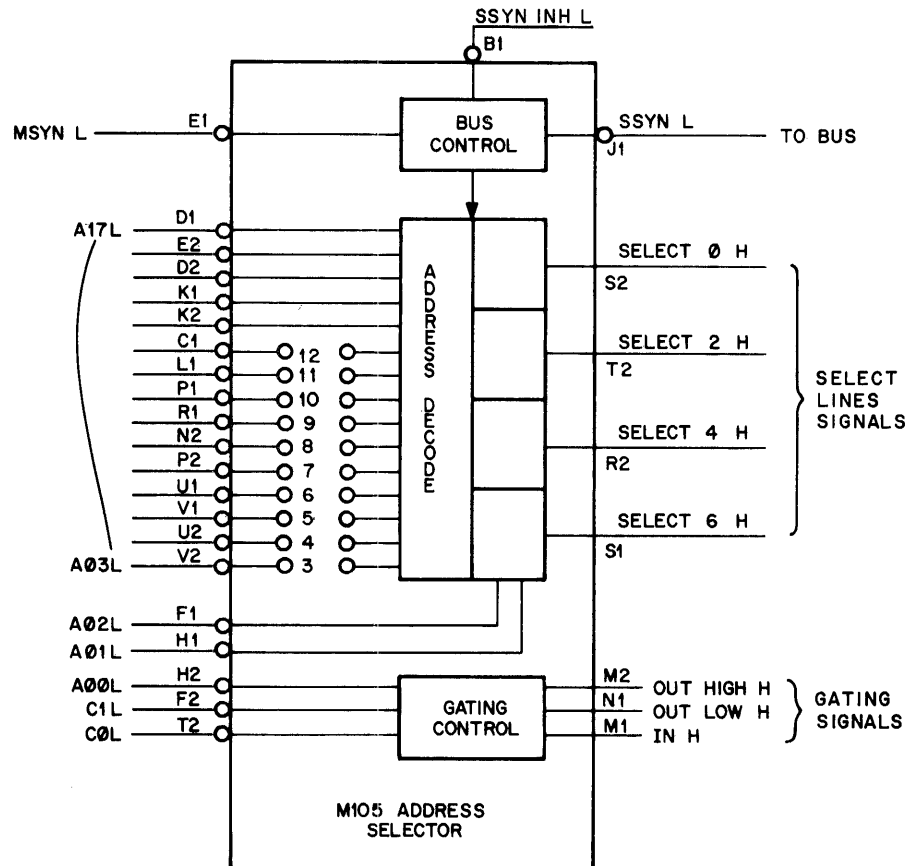 SSYN INH L
B1
MSYN L
E1
BUS
CONTROL
SSYN L
J1
TO BUS
A17L
D1
E2
D2
K1
K2
C1
L1
P1
R1
N2
P2
U1
V1
U2
V2
A03L
12
11
10
9
8
7
6
5
4
3
ADDRESS DECODE
SELECT 0 H
S2
SELECT 2 H
T2
SELECT 4 H
R2
SELECT 6 H
S1
SELECT
LINES
SIGNALS
A02L
F1
A01L
H1
A00L
H2
C1L
F2
C0L
T2
GATING
CONTROL
M2
OUT HIGH H
N1
OUT LOW H
M1
IN H
GATING
SIGNALS
M105 ADDRESS
SELECTOR